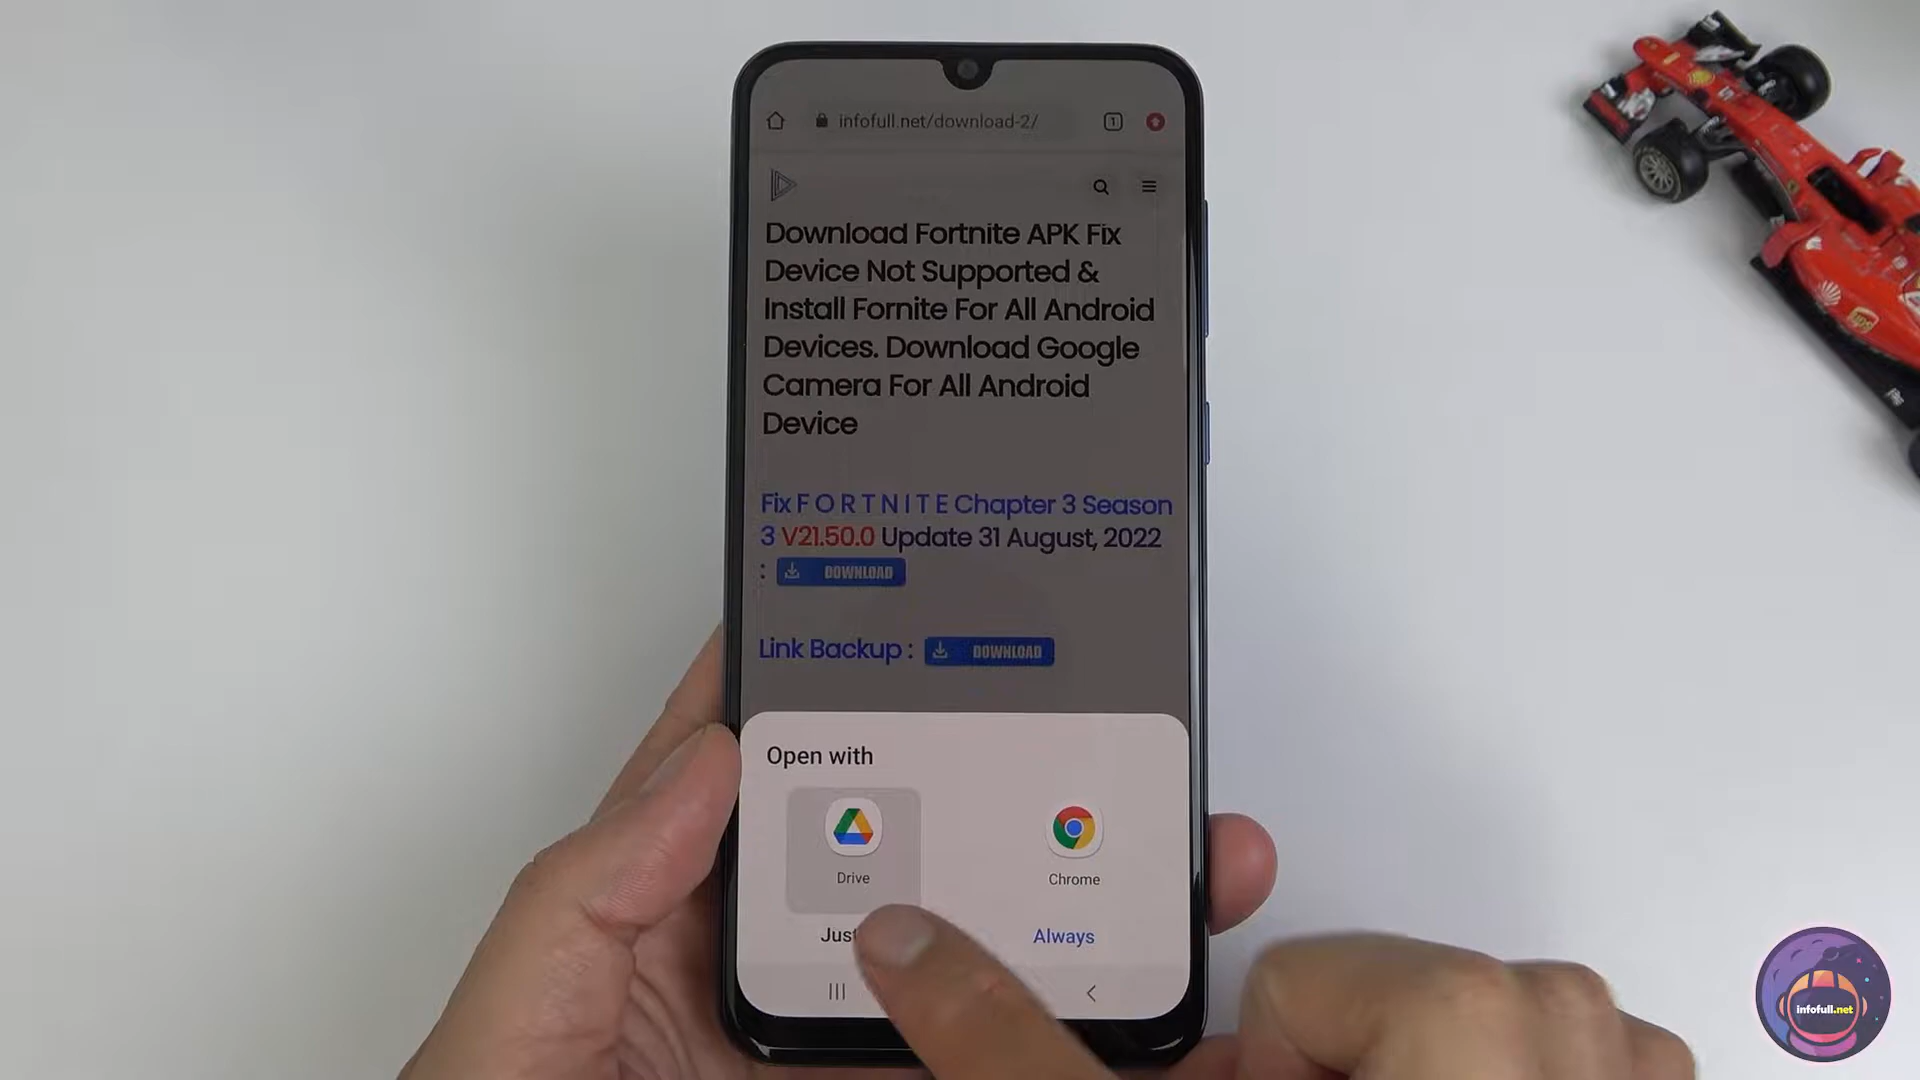 infofull.net/download-2/
1
Download Fortnite APK Fix
Device Not Supported &
Install Fornite For All Android
Devices. Download Google
Camera For All Android
Device
Fix F O R T N I T E Chapter 3 Season
3 V21.50.0 Update 31 August, 2022
: DOWNLOAD
Link Backup : DOWNLOAD
Open with
Drive
Chrome
Always
ups
infofull.net